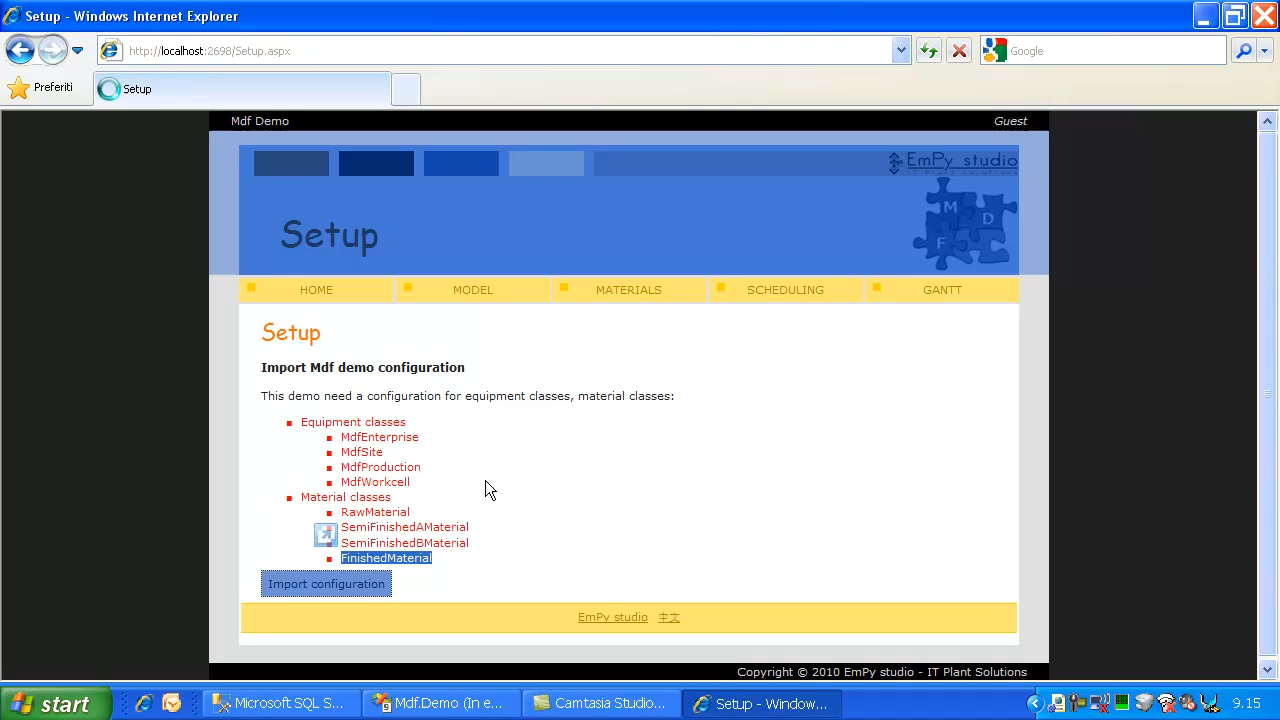 Setup - Windows Internet Explorer
http://localhost:2698/Setup.aspx
Google
Preferiti
Setup
Mdf Demo
Guest
EmPy studio
IT Plant Solutions
M
D
F
Setup
HOME
MODEL
MATERIALS
SCHEDULING
GANTT
Setup
Import Mdf demo configuration
This demo need a configuration for equipment classes, material classes:
Equipment classes
MdfEnterprise
MdfSite
MdfProduction
MdfWorkcell
Material classes
RawMaterial
SemiFinishedAMaterial
SemiFinishedBMaterial
FinishedMaterial
Import configuration
EmPy studio 中文
Copyright © 2010 EmPy studio - IT Plant Solutions
start
Microsoft SQL S...
Mdf.Demo (In e...
Camtasia Studio...
Setup - Window...
9.15